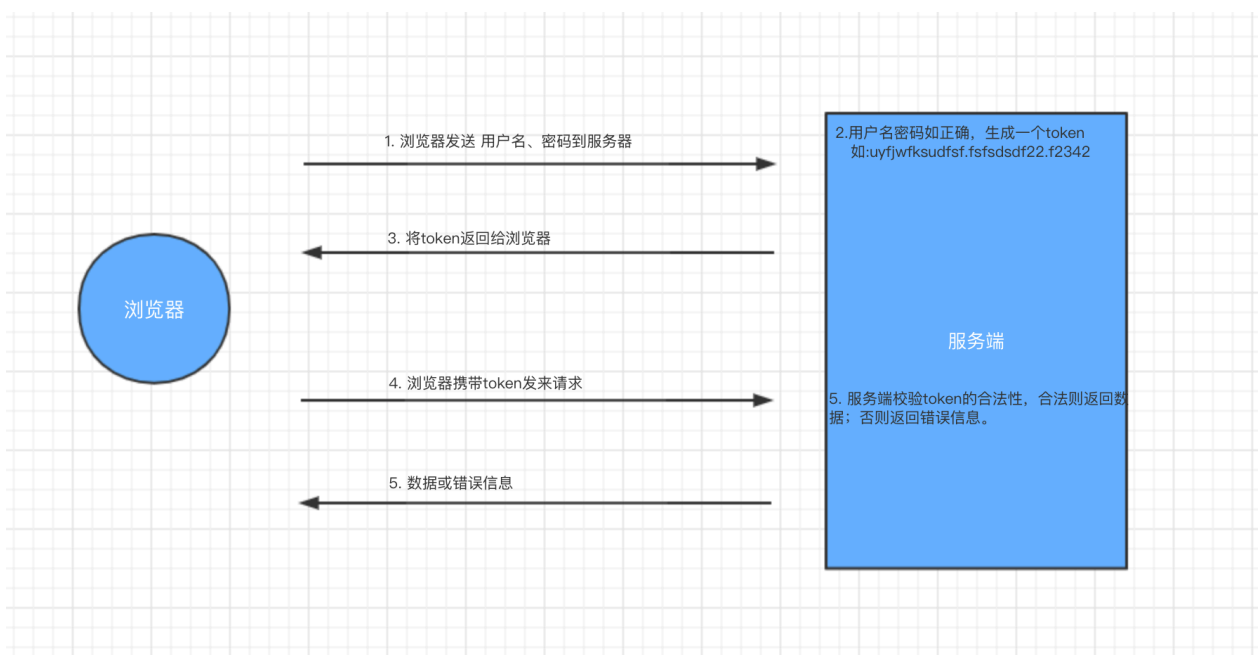 1. 浏览器发送 用户名、密码到服务器
2.用户名密码如正确，生成一个token
如:uyfjwfksudfsf.fsfsdsdf22.f2342
3. 将token返回给浏览器
浏览器
服务端
4. 浏览器携带token发来请求
5. 服务端校验token的合法性，合法则返回数
据；否则返回错误信息。
5. 数据或错误信息